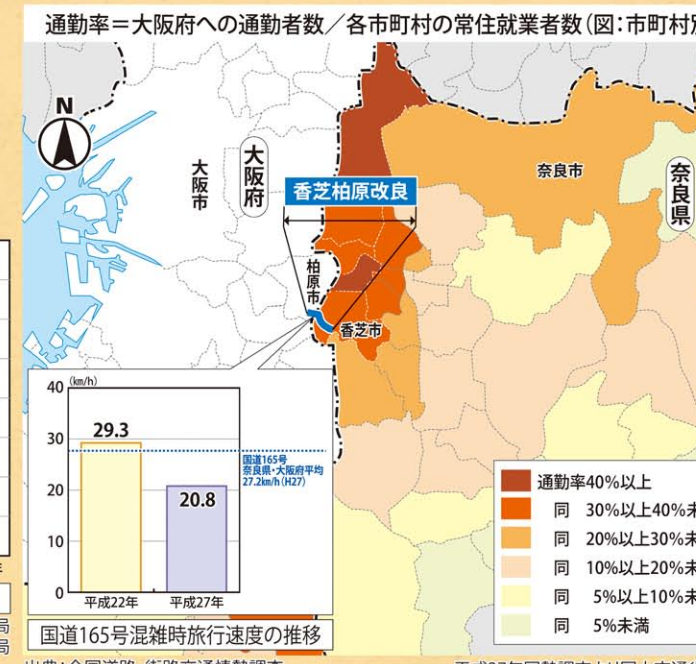 通勤率＝大阪府への通勤者数／各市町村の常住就業者数（図：市町村別
N
大阪府
大阪市
奈良市
奈良県
香芝柏原改良
柏原市
香芝市
(km/h)
40
30
20
10
0
29.3
20.8
国道165号
奈良県・大阪府平均
27.2km/h（H27）
平成22年
平成27年
国道165号混雑時旅行速度の推移
通勤率40％以上
同 30％以上40％未
同 20％以上30％未
同 10％以上20％未
同 5％以上10％未
同 5％未満
局
局